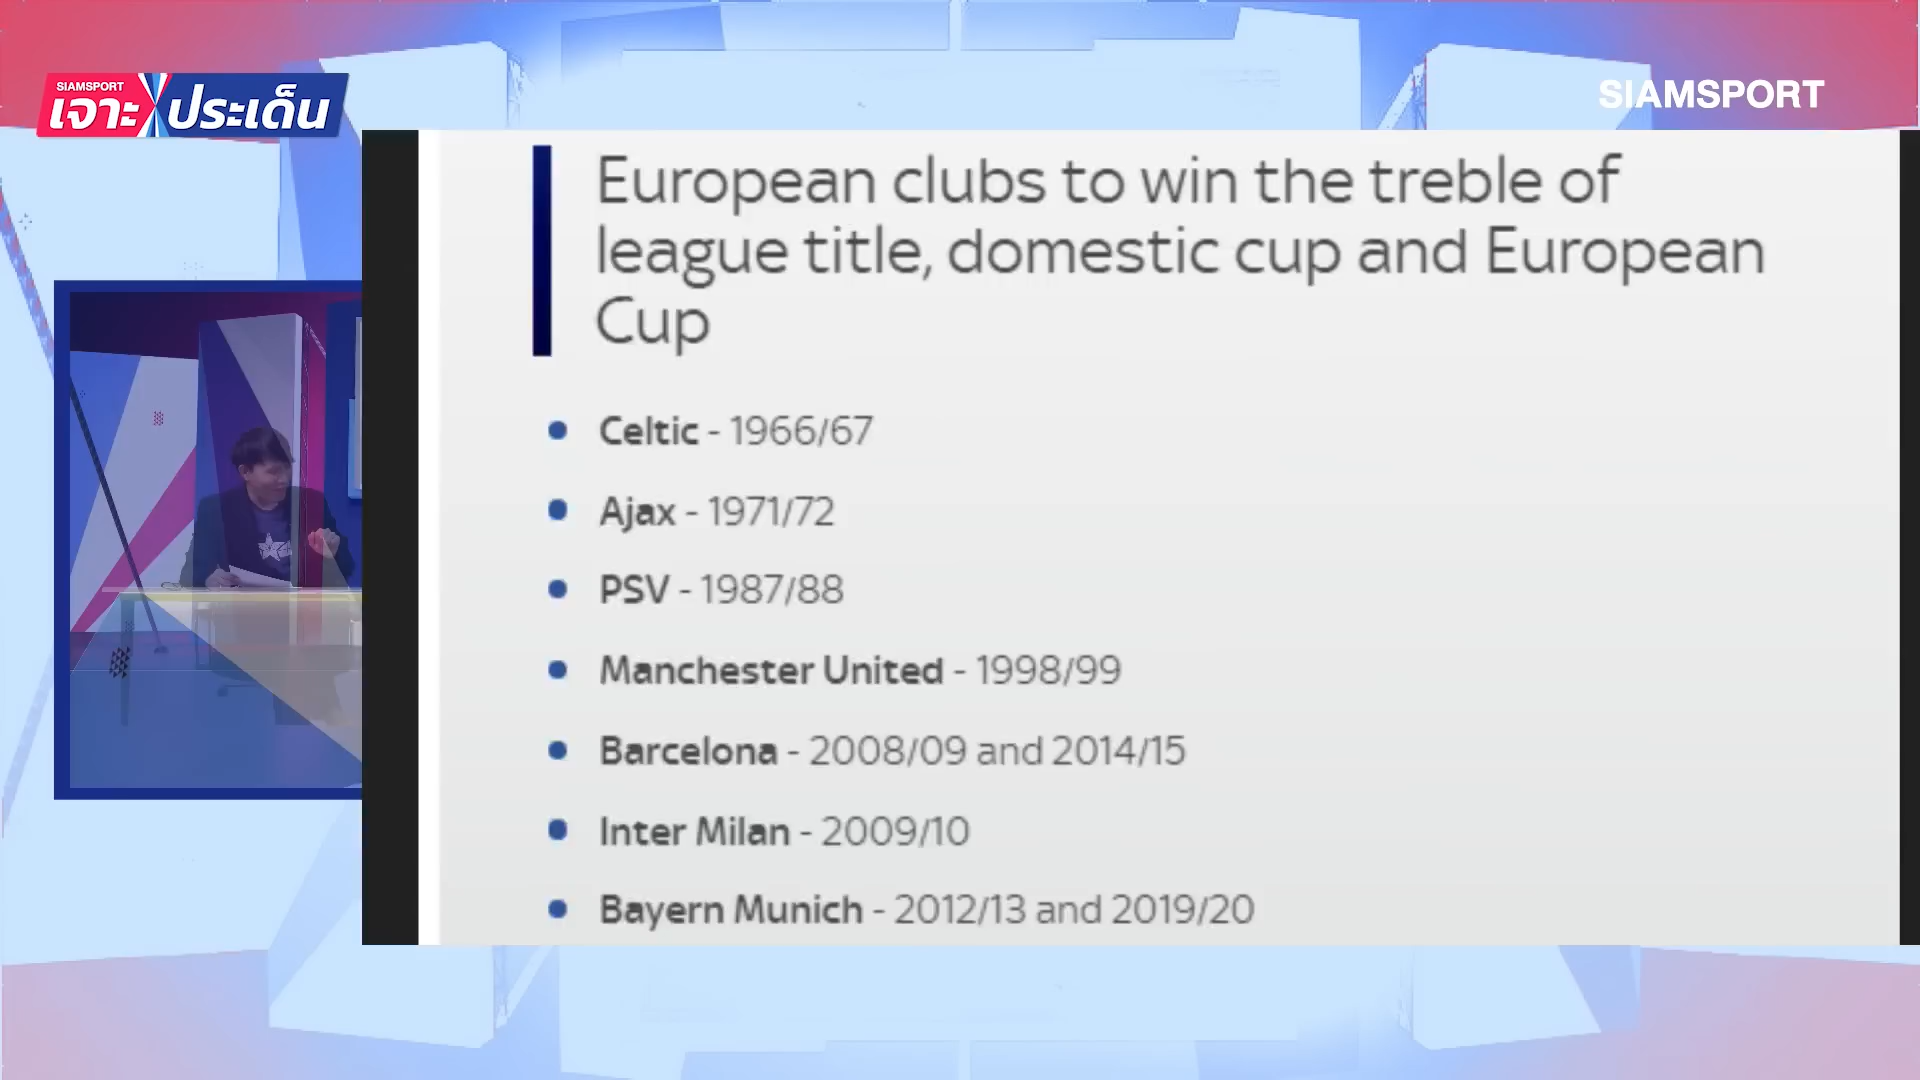 SIAMSPORT
เจาะประเด็น
SIAMSPORT
European clubs to win the treble of
league title, domestic cup and European
Cup
Celtic - 1966/67
Ajax - 1971/72
PSV - 1987/88
Manchester United - 1998/99
Barcelona - 2008/09 and 2014/15
Inter Milan - 2009/10
Bayern Munich - 2012/13 and 2019/20